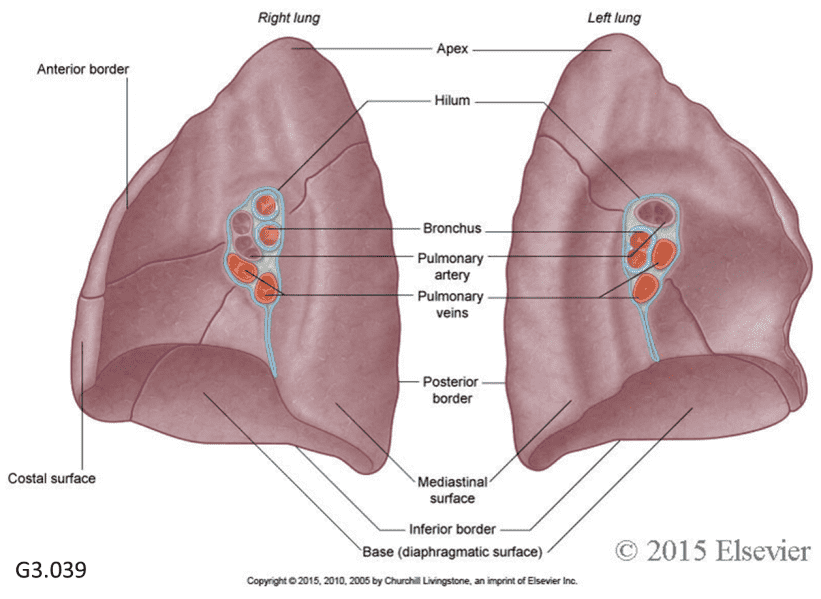 Right lung
Left lung
Apex
Anterior border
Hilum
Bronchus
Pulmonary
artery
Pulmonary
veins
Posterior
border
Costal surface
Mediastinal
surface
Inferior border
Base (diaphragmatic surface)
© 2015 Elsevier
G3.039
Copyright © 2015, 2010, 2005 by Churchill Livingstone, an imprint of Elsevier Inc.